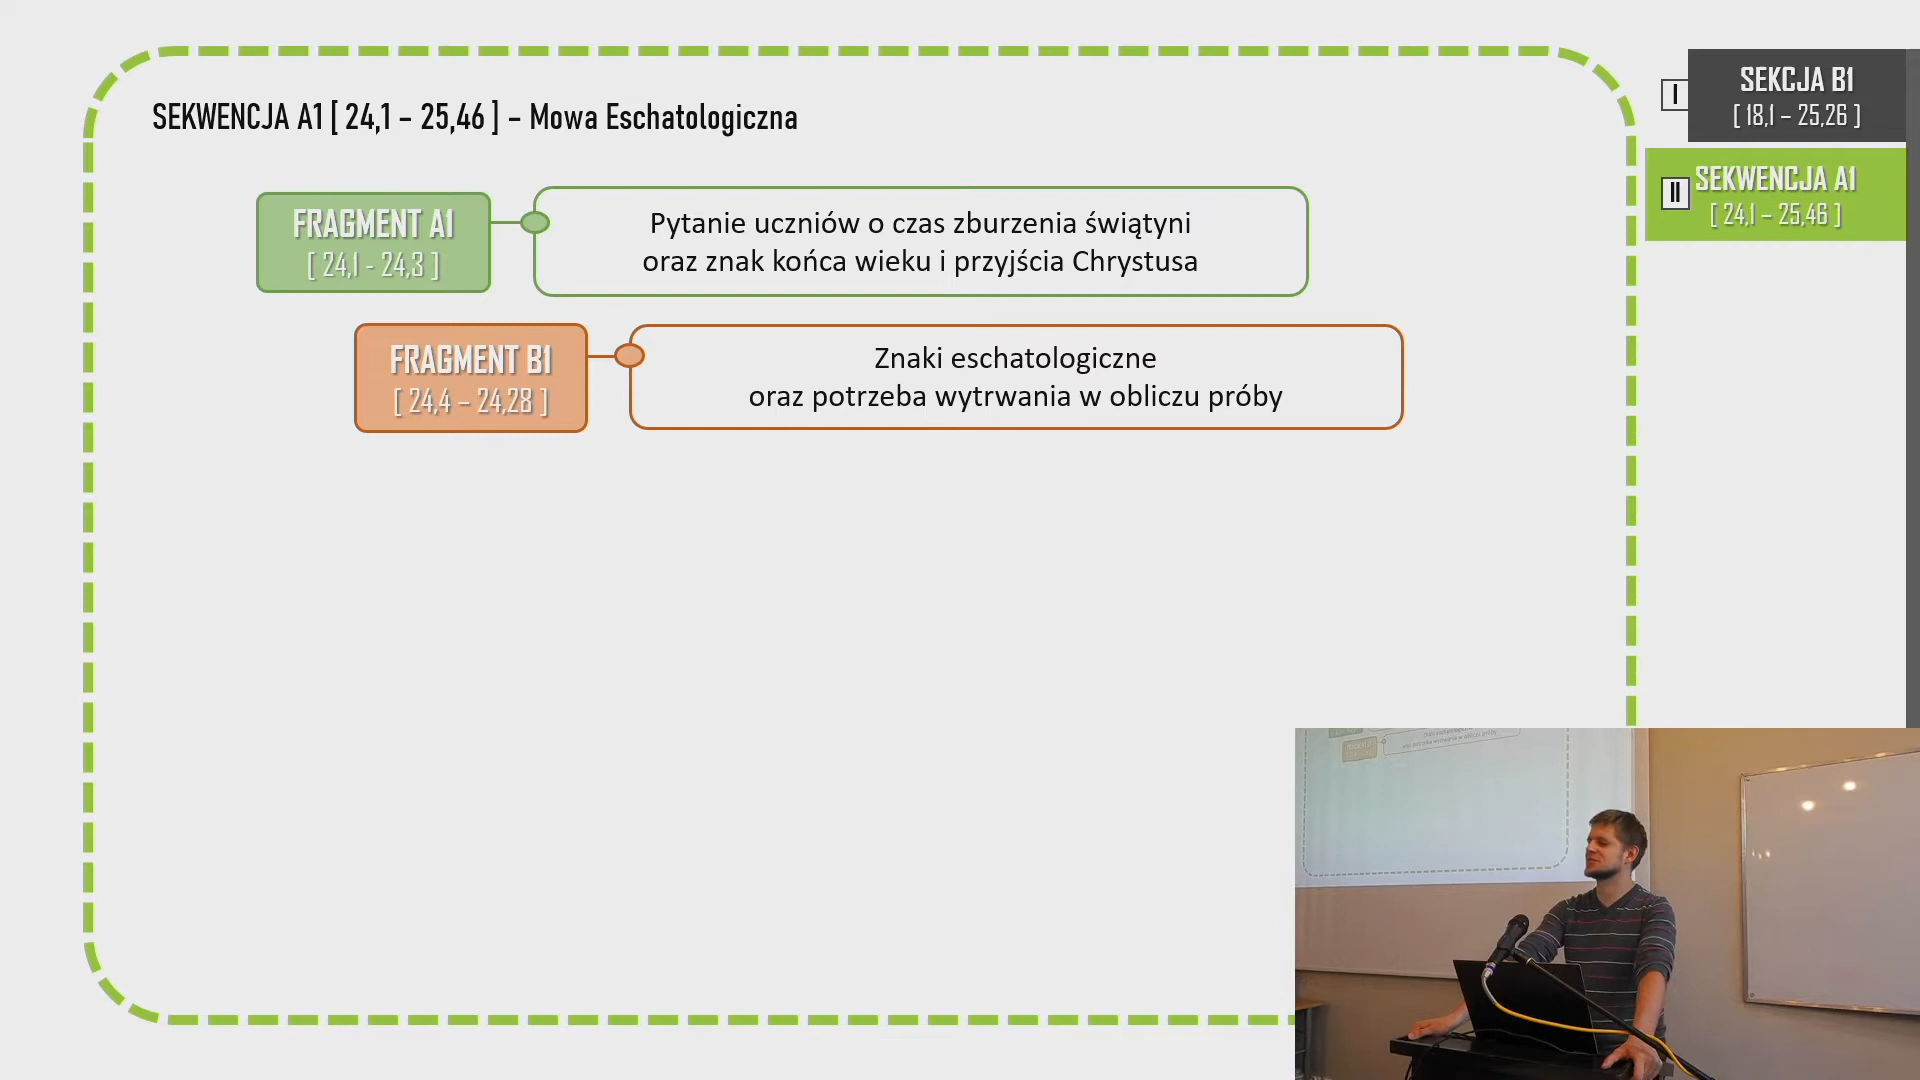 SEKWENCJA A1 [ 24,1 – 25,46 ] – Mowa Eschatologiczna
FRAGMENT A1
[ 24,1 - 24,3 ]
Pytanie uczniów o czas zburzenia świątyni
oraz znak końca wieku i przyjścia Chrystusa
FRAGMENT B1
[ 24,4 – 24,28 ]
Znaki eschatologiczne
oraz potrzeba wytrwania w obliczu próby
I
SEKCJA B1
[ 18,1 – 25,26 ]
II
SEKWENCJA A1
[ 24,1 – 25,46 ]